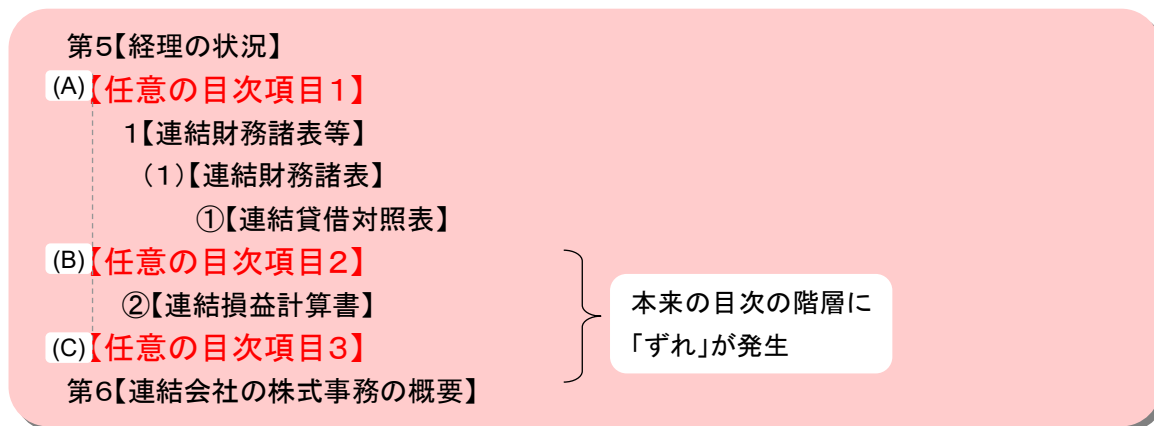 第5【経理の状況】
(A)【任意の目次項目1】
1【連結財務諸表等】
(1)【連結財務諸表】
①【連結貸借対照表】
(B)【任意の目次項目2】
②【連結損益計算書】
(C)【任意の目次項目3】
第6【連結会社の株式事務の概要】
本来の目次の階層に
「ずれ」が発生